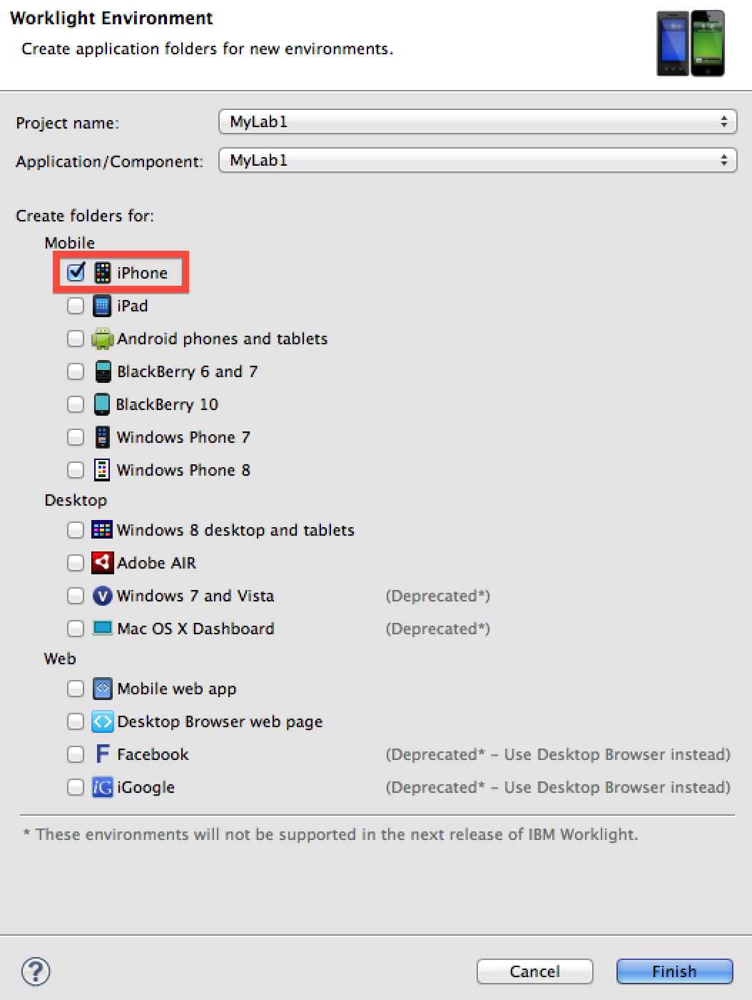 Worklight Environment
Create application folders for new environments.
Project name: MyLab1
Application/Component: MyLab1
Create folders for:
Mobile
iPhone
iPad
Android phones and tablets
BlackBerry 6 and 7
BlackBerry 10
Windows Phone 7
Windows Phone 8
Desktop
Windows 8 desktop and tablets
Adobe AIR
V Windows 7 and Vista (Deprecated*)
Mac OS X Dashboard (Deprecated*)
Web
<> Mobile web app
<> Desktop Browser web page
F Facebook (Deprecated* – Use Desktop Browser instead)
iG iGoogle (Deprecated* – Use Desktop Browser instead)
* These environments will not be supported in the next release of IBM Worklight.
? Cancel Finish